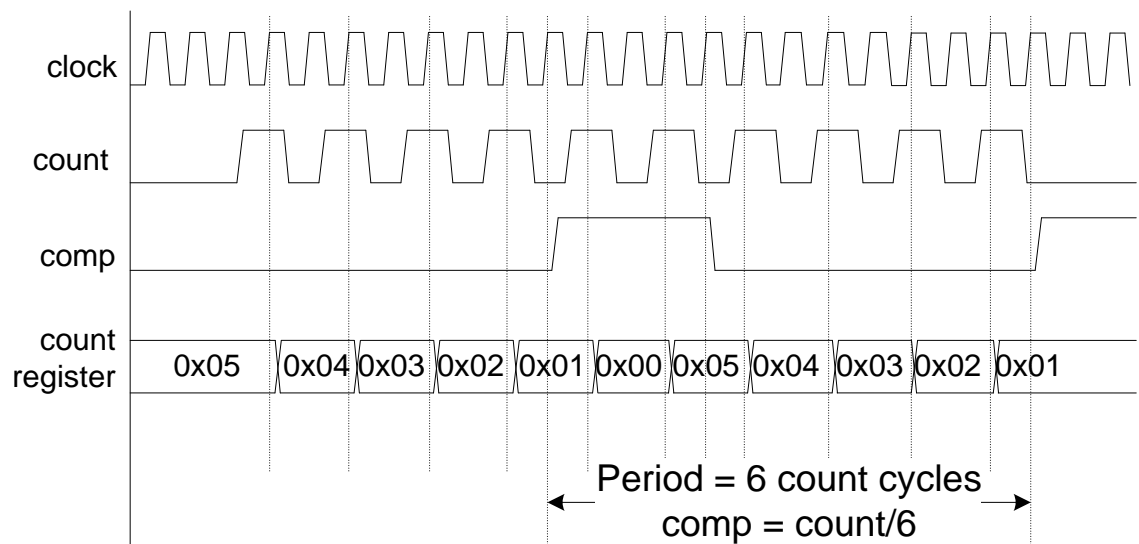 clock
count
comp
count
register
0x05 0x04 0x03 0x02 0x01 0x00 0x05 0x04 0x03 0x02 0x01
Period = 6 count cycles
comp = count/6